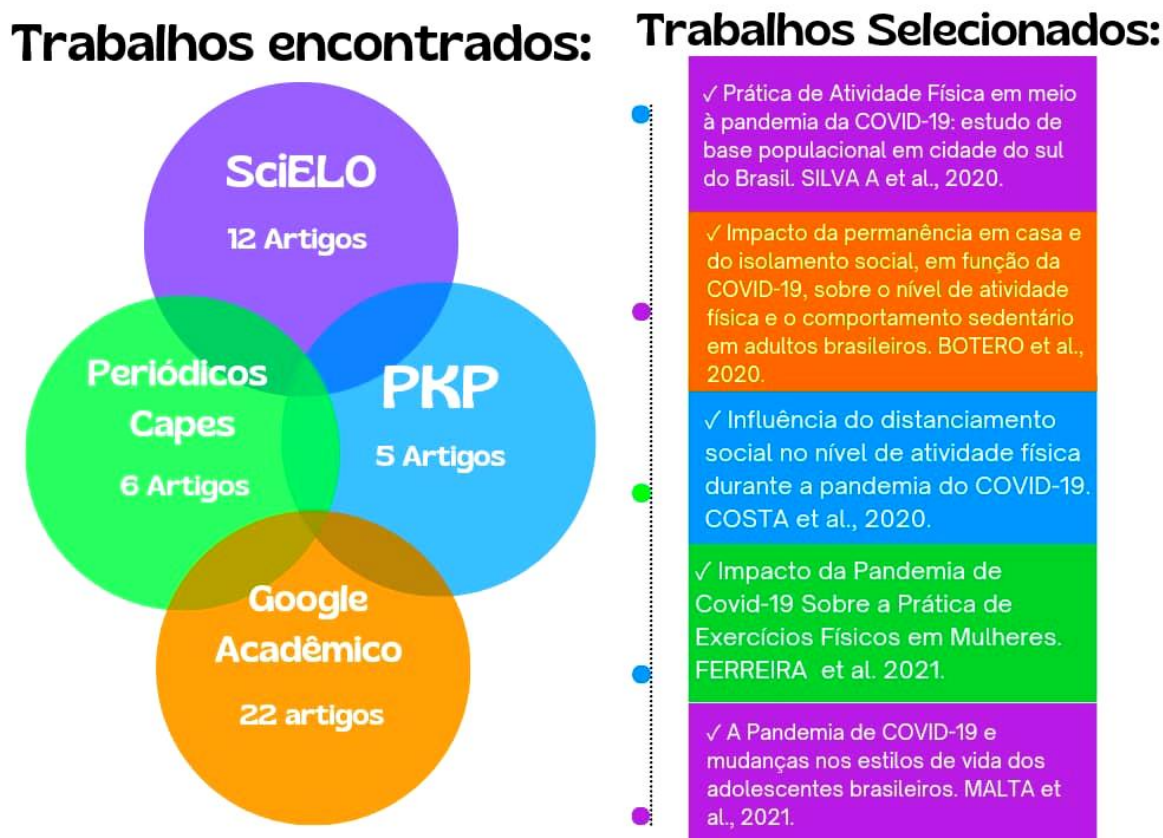 Trabalhos encontrados:
SciELO
12 Artigos
Periódicos
Capes
6 Artigos
PKP
5 Artigos
Google
Acadêmico
22 artigos
Trabalhos Selecionados:
✓ Prática de Atividade Física em meio
à pandemia da COVID-19: estudo de
base populacional em cidade do sul
do Brasil. SILVA A et al., 2020.
✓ Impacto da permanência em casa e
do isolamento social, em função da
COVID-19, sobre o nível de atividade
física e o comportamento sedentário
em adultos brasileiros. BOTERO et al.,
2020.
✓ Influência do distanciamento
social no nível de atividade física
durante a pandemia do COVID-19.
COSTA et al., 2020.
✓ Impacto da Pandemia de
Covid-19 Sobre a Prática de
Exercícios Físicos em Mulheres.
FERREIRA et al. 2021.
✓ A Pandemia de COVID-19 e
mudanças nos estilos de vida dos
adolescentes brasileiros. MALTA et
al., 2021.